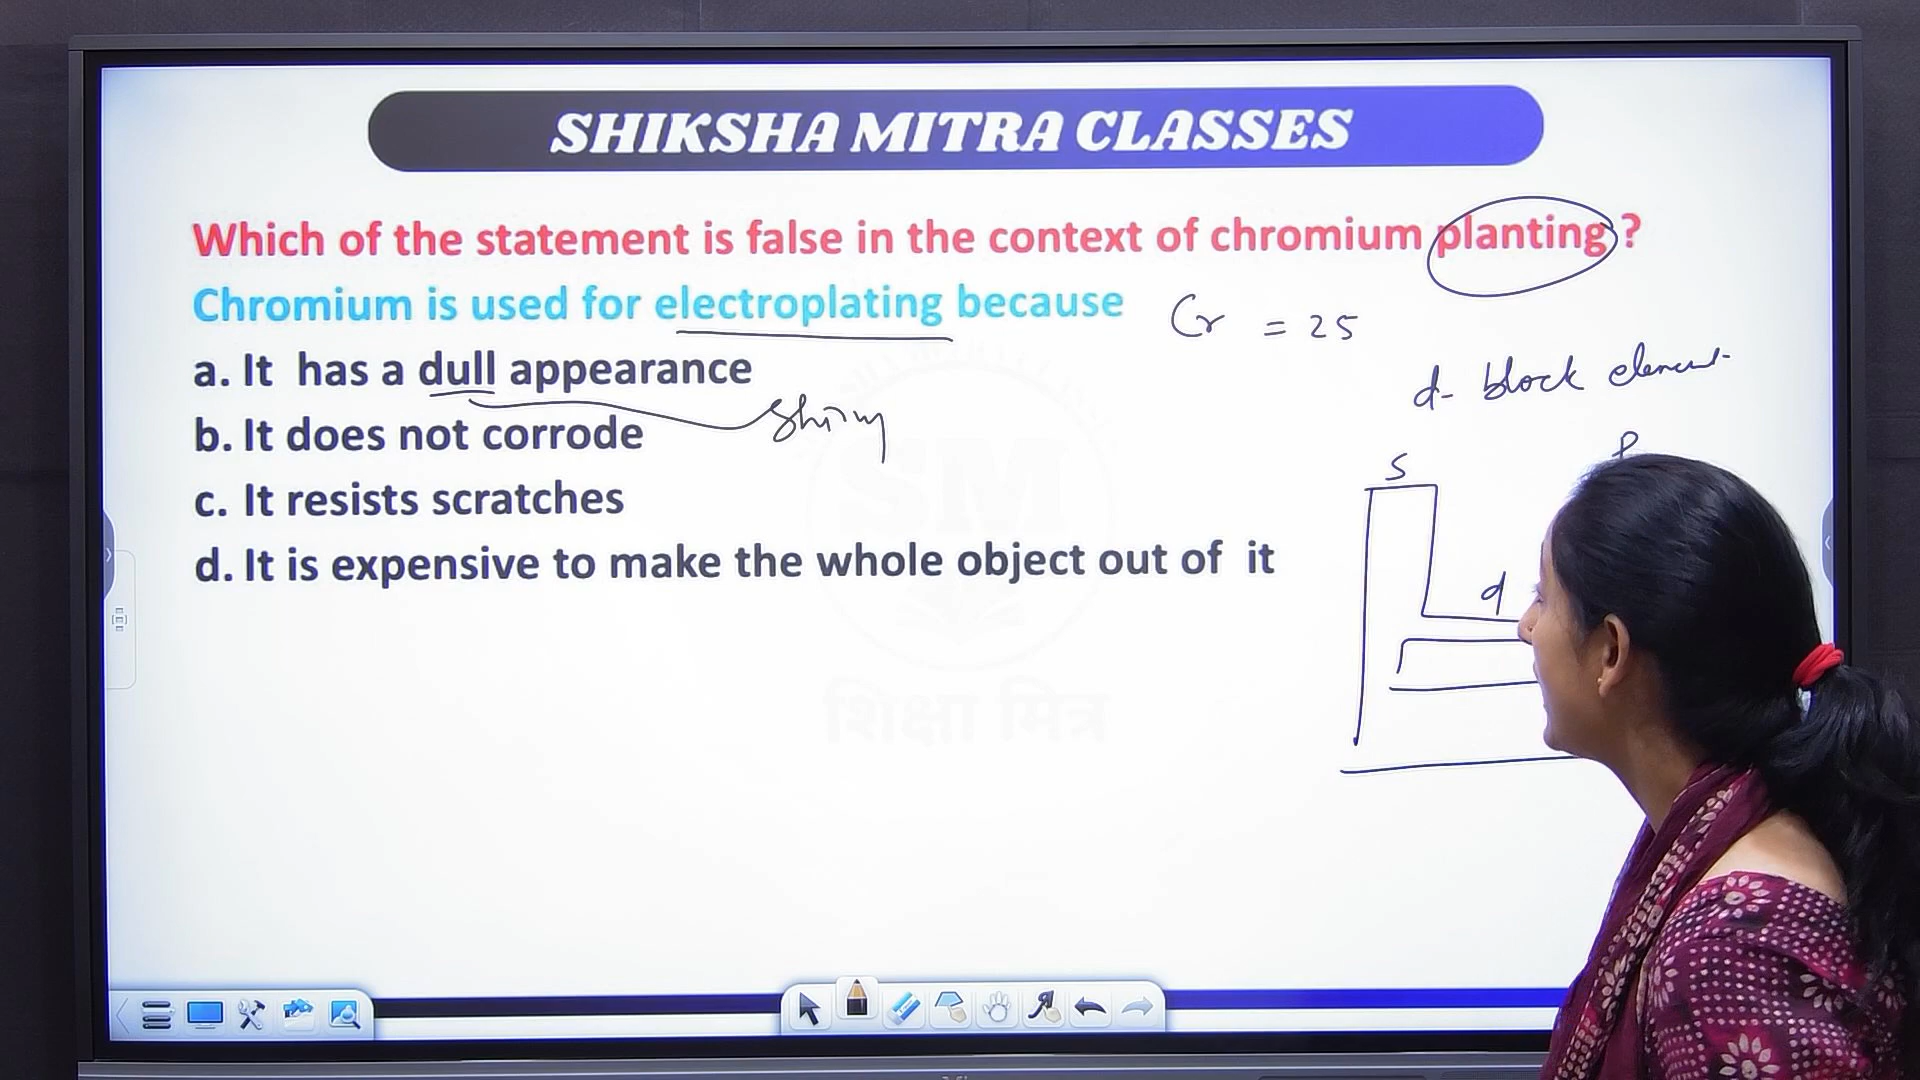 SHIKSHA MITRA CLASSES
Which of the statement is false in the context of chromium planting ?
Chromium is used for electroplating because
Cr = 25
a. It has a dull appearance
d- block element
shiny
b. It does not corrode
c. It resists scratches
S
P
d. It is expensive to make the whole object out of it
d
SM
शिक्षा मित्र